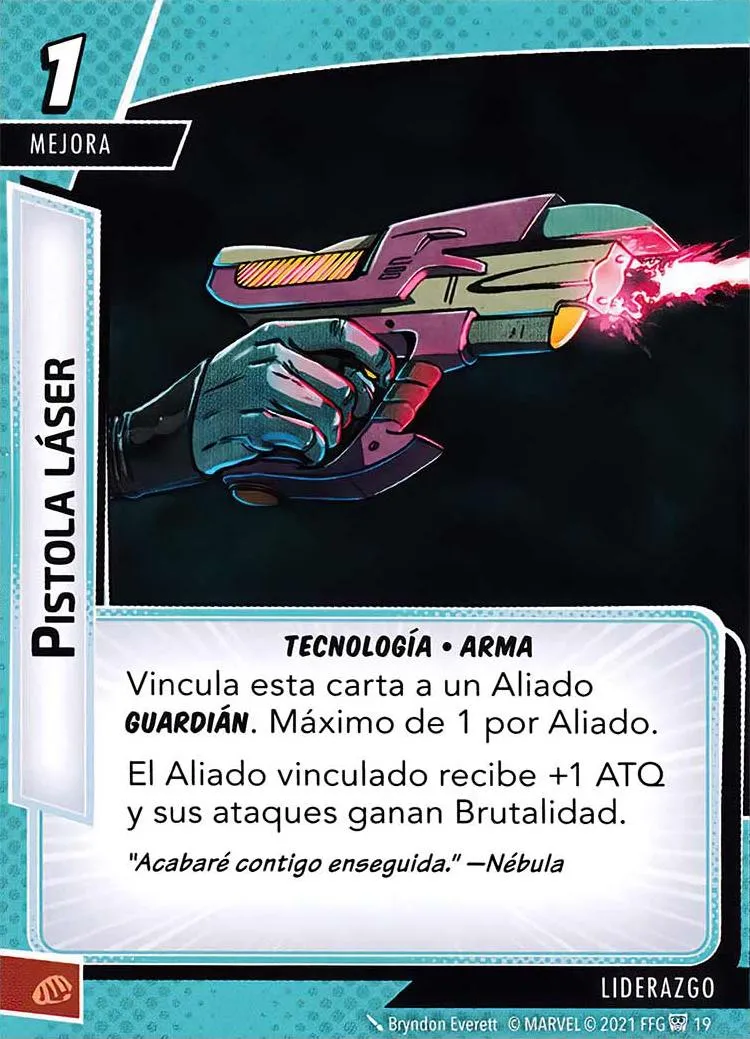 1
MEJORA
PISTOLA LÁSER
TECNOLOGÍA • ARMA
Vincula esta carta a un Aliado
GUARDIÁN. Máximo de 1 por Aliado.
El Aliado vinculado recibe +1 ATQ
y sus ataques ganan Brutalidad.
"Acabaré contigo enseguida." —Nébula
LIDERAZGO
Bryndon Everett © MARVEL © 2021 FFG 19